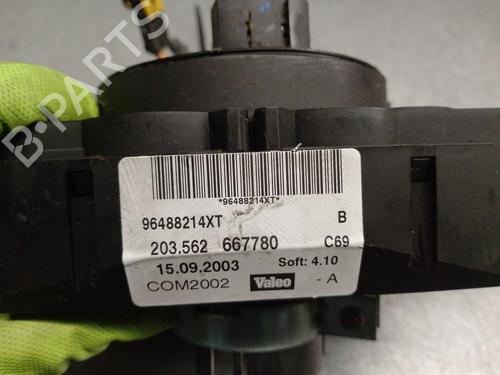 B-PARTS
*96488214XT*
96488214XT B
203.562 667780 C69
15.09.2003 Soft: 4.10
COM2002 Valeo - A